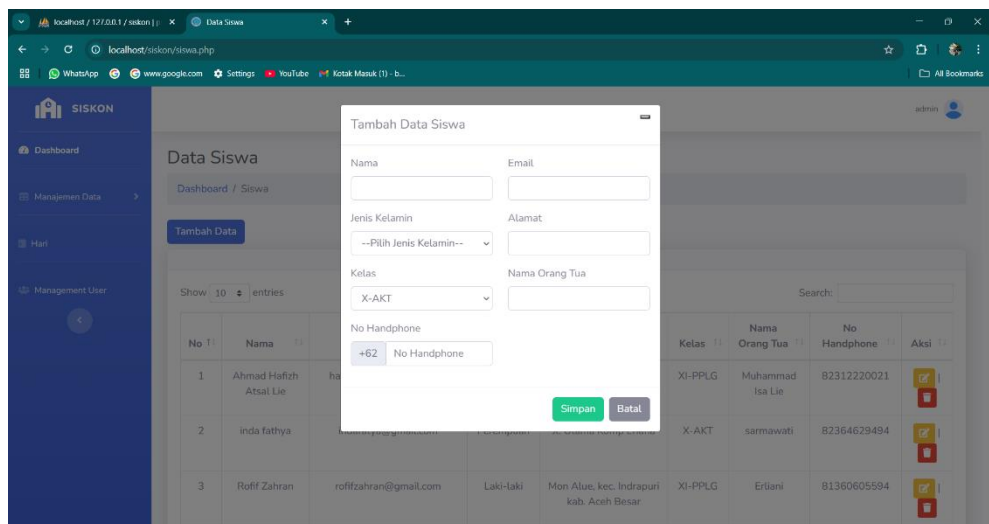 localhost / 127.0.0.1 / siskon | p
Data Siswa
localhost/siskon/siswa.php
WhatsApp
www.google.com
Settings
YouTube
Kotak Masuk (1) - b...
All Bookmarks
SISKON
admin
Dashboard
Manajemen Data
Hari
Management User
Data Siswa
Dashboard / Siswa
Tambah Data
Show 10 entries
Search:
No Nama Kelas Nama Orang Tua No Handphone Aksi
1 Ahmad Hafizh Atsal Lie ha XI-PPLG Muhammad Isa Lie 82312220021 |
2 inda fathya X-AKT sarmawati 82364629494 |
3 Rofif Zahran rofifzahran@gmail.com Laki-laki Mon Alue, kec. Indrapuri kab. Aceh Besar XI-PPLG Erliani 81360605594 |
Tambah Data Siswa
Nama Email
Jenis Kelamin Alamat
--Pilih Jenis Kelamin--
Kelas Nama Orang Tua
X-AKT
No Handphone
+62 No Handphone
Simpan Batal